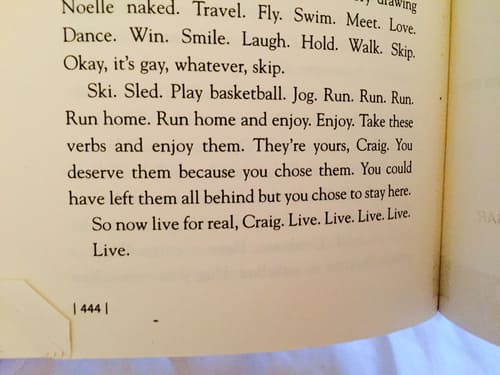 drawing
Noelle naked. Travel. Fly. Swim. Meet. Love.
Dance. Win. Smile. Laugh. Hold. Walk. Skip.
Okay, it's gay, whatever, skip.
Ski. Sled. Play basketball. Jog. Run. Run. Run.
Run home. Run home and enjoy. Enjoy. Take these
verbs and enjoy them. They're yours, Craig. You
deserve them because you chose them. You could
have left them all behind but you chose to stay here.
So now live for real, Craig. Live. Live. Live. Live.
Live.
| 444 |